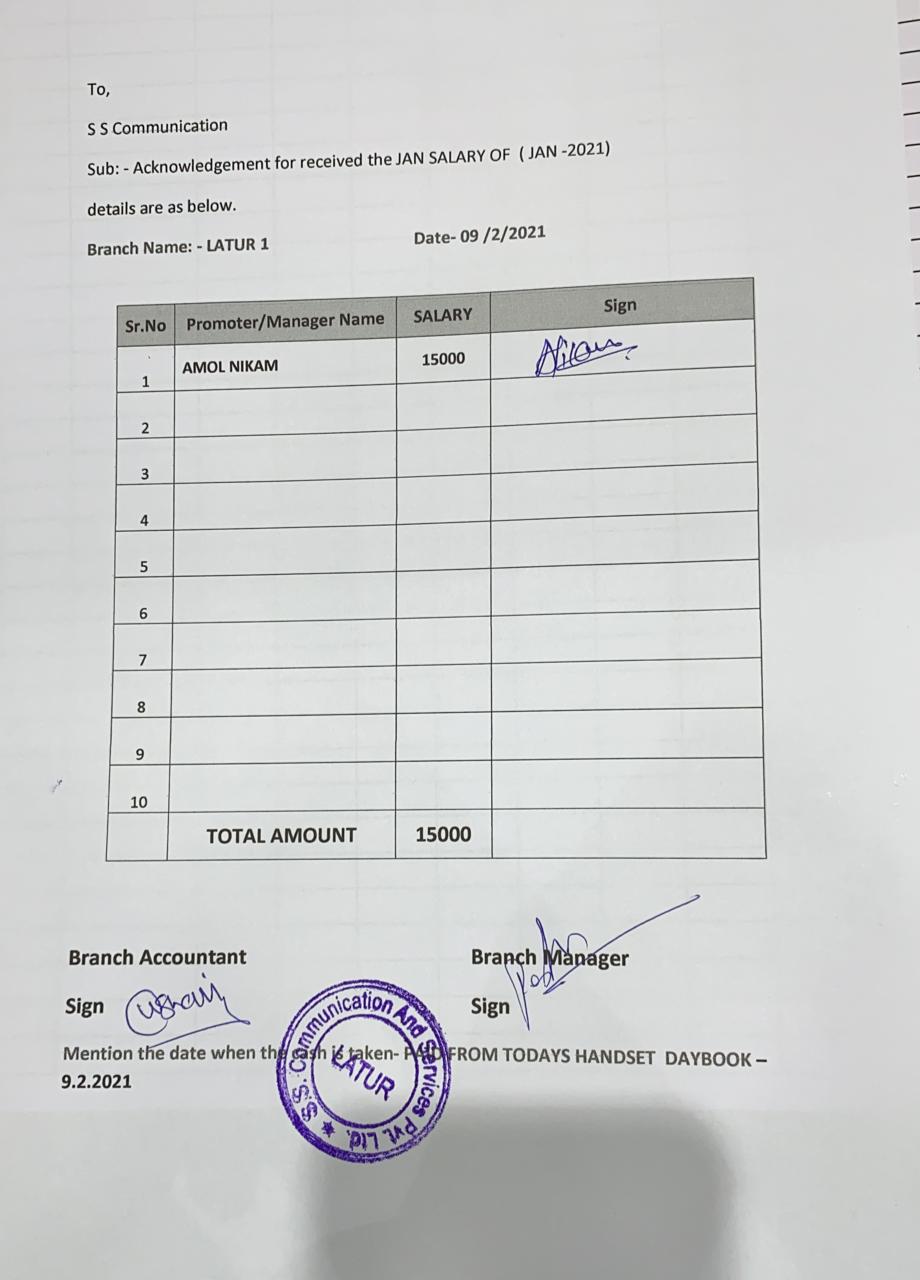 To,
S S Communication
Sub: - Acknowledgement for received the JAN SALARY OF ( JAN -2021)
details are as below.
Branch Name: - LATUR 1 Date- 09 /2/2021
Sr.No Promoter/Manager Name SALARY Sign
1 AMOL NIKAM 15000
2
3
4
5
6
7
8
9
10
TOTAL AMOUNT 15000
Branch Accountant Branch Manager
Sign Sign
Mention the date when the cash is taken- PAID FROM TODAYS HANDSET DAYBOOK –
9.2.2021
S.S. Communication And Services Pvt. Ltd.
LATUR